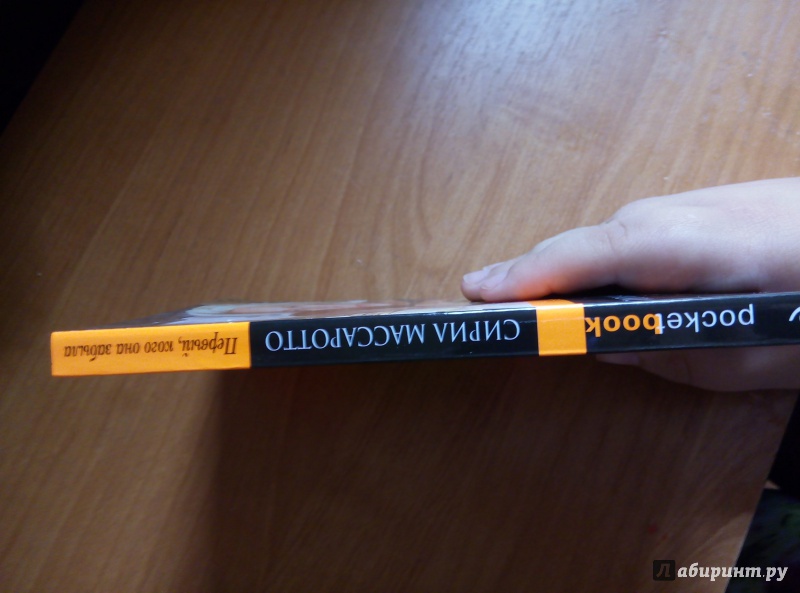 pocketbook
СИРИЛ МАССАРОТТО
Первый, кого она забыла
Лабиринт.ру